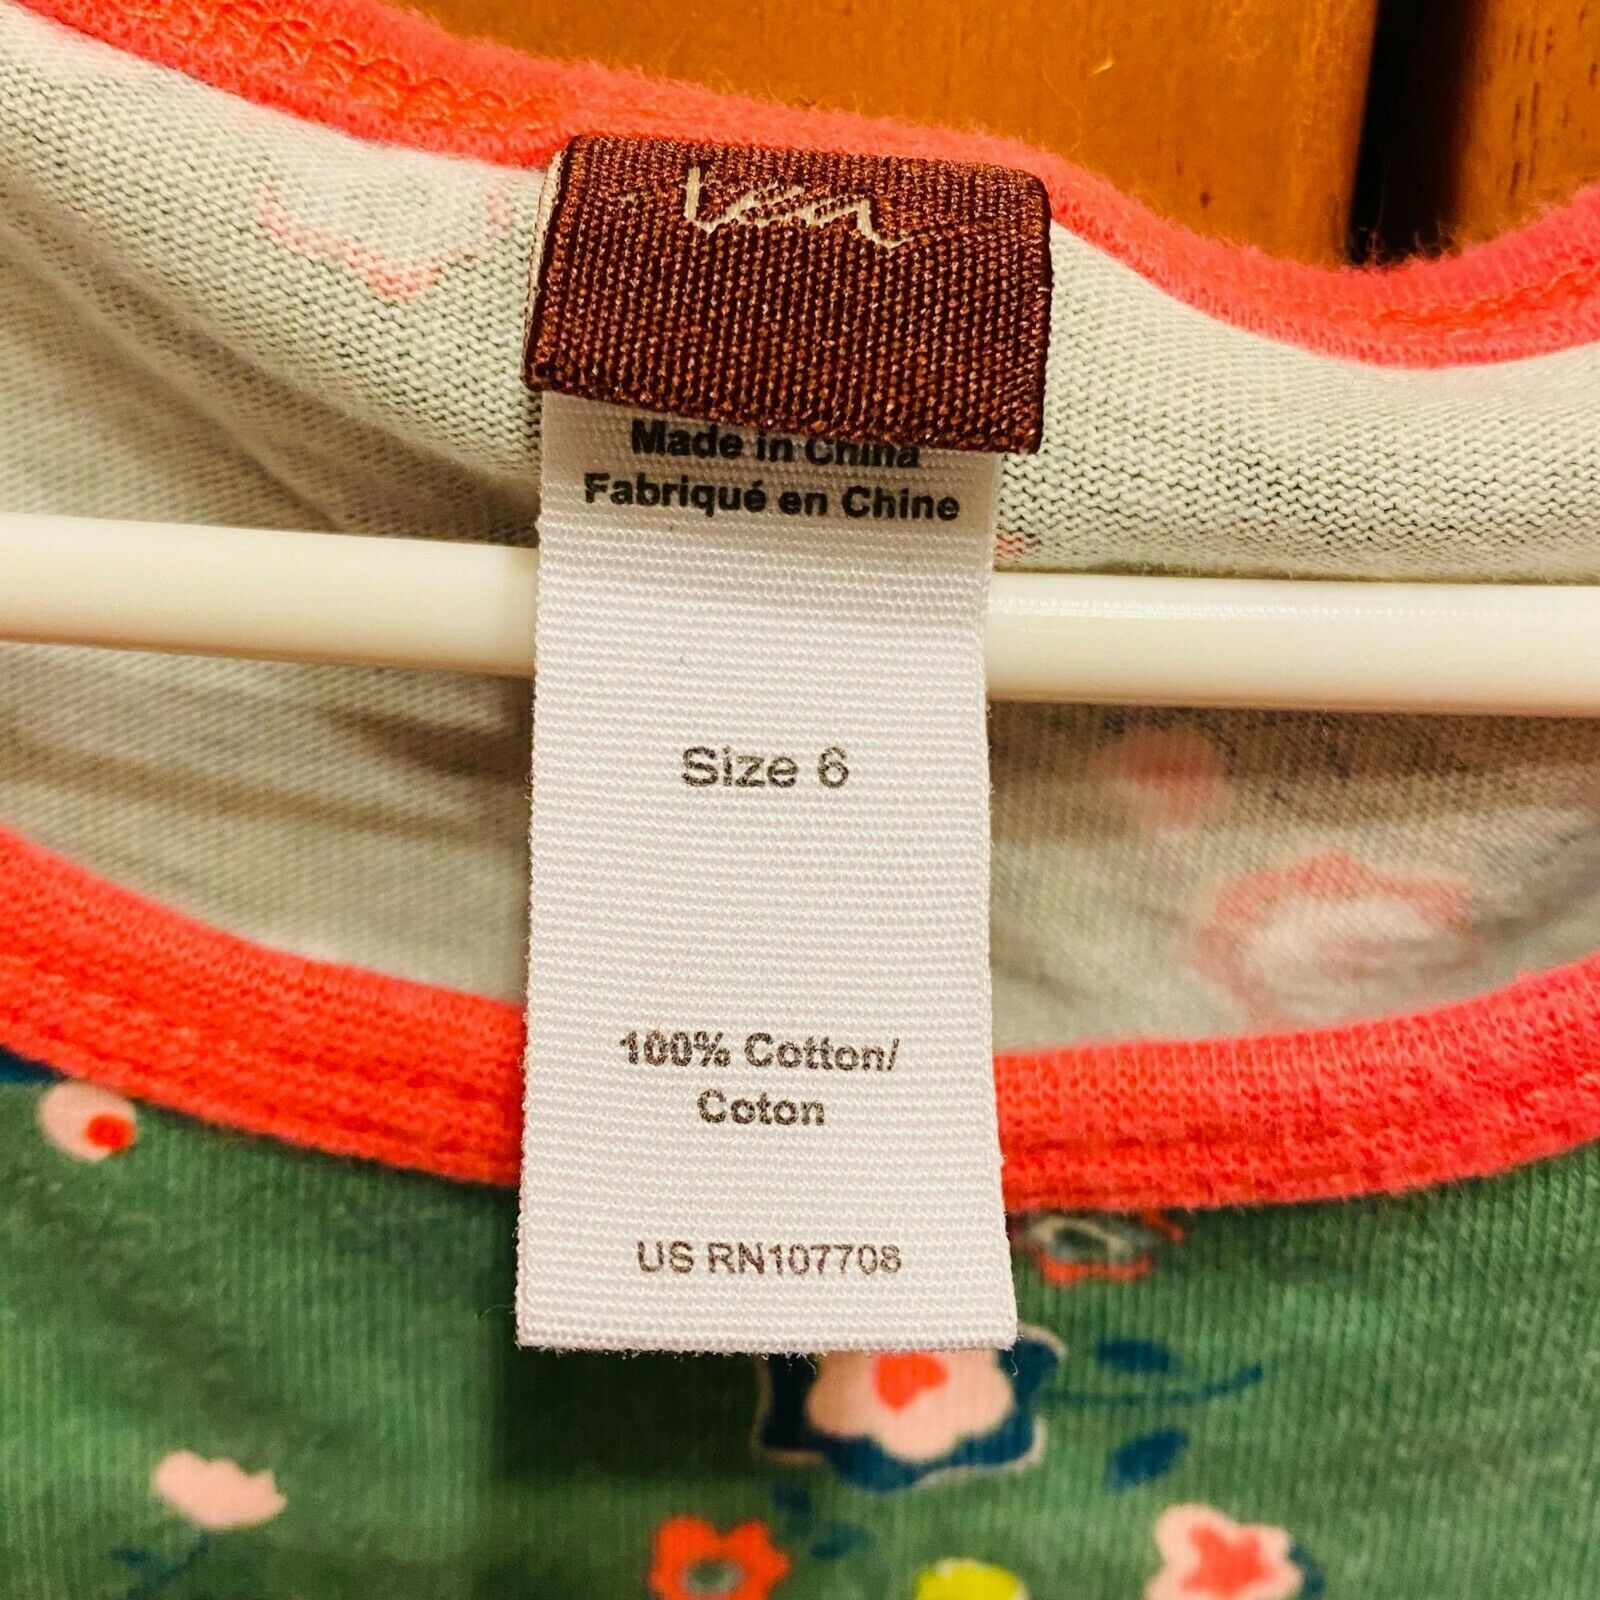 Made in China
Fabriqué en Chine
Size 6
100% Cotton/
Coton
US RN107708